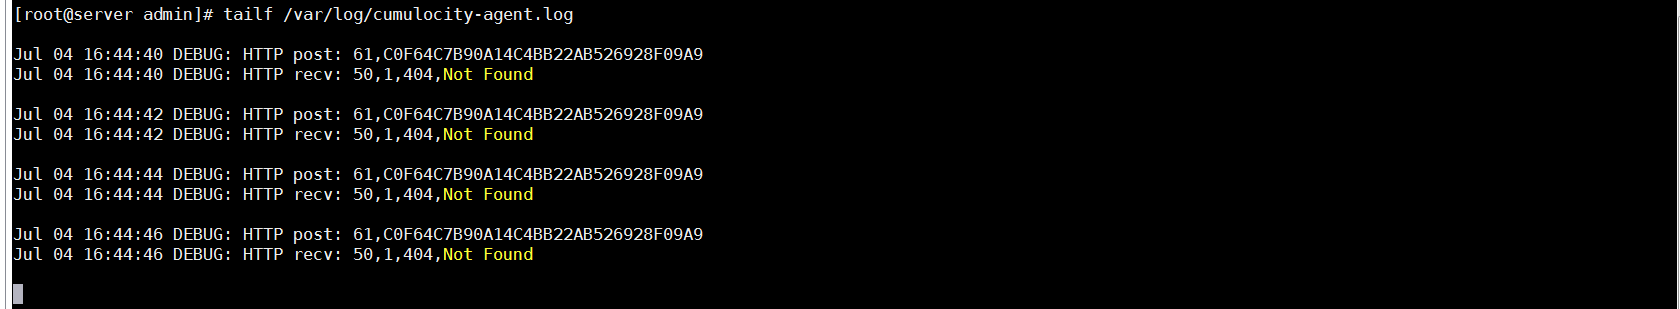 [root@server admin]# tailf /var/log/cumulocity-agent.log
Jul 04 16:44:40 DEBUG: HTTP post: 61,C0F64C7B90A14C4BB22AB526928F09A9
Jul 04 16:44:40 DEBUG: HTTP recv: 50,1,404,Not Found
Jul 04 16:44:42 DEBUG: HTTP post: 61,C0F64C7B90A14C4BB22AB526928F09A9
Jul 04 16:44:42 DEBUG: HTTP recv: 50,1,404,Not Found
Jul 04 16:44:44 DEBUG: HTTP post: 61,C0F64C7B90A14C4BB22AB526928F09A9
Jul 04 16:44:44 DEBUG: HTTP recv: 50,1,404,Not Found
Jul 04 16:44:46 DEBUG: HTTP post: 61,C0F64C7B90A14C4BB22AB526928F09A9
Jul 04 16:44:46 DEBUG: HTTP recv: 50,1,404,Not Found